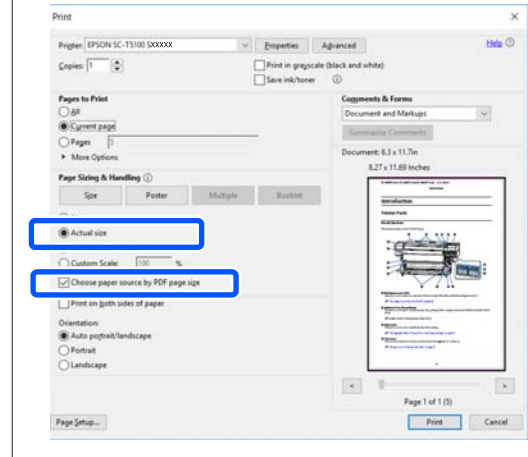 Print
Printer: EPSON SC-T5100 SXXXXX Properties Advanced Help
Copies: 1 Print in grayscale (black and white)
Save ink/toner
Pages to Print
All
Current page
Pages 5
More Options
Page Sizing & Handling
Size Poster Multiple Booklet
Actual size
Custom Scale: 100 %
Choose paper source by PDF page size
Print on both sides of paper
Orientation:
Auto portrait/landscape
Portrait
Landscape
Comments & Forms
Document and Markups
Summarize Comments
Document: 8.3 x 11.7in
8.27 x 11.69 Inches
Introduction
Printer Parts
< >
Page 1 of 1 (5)
Page Setup... Print Cancel